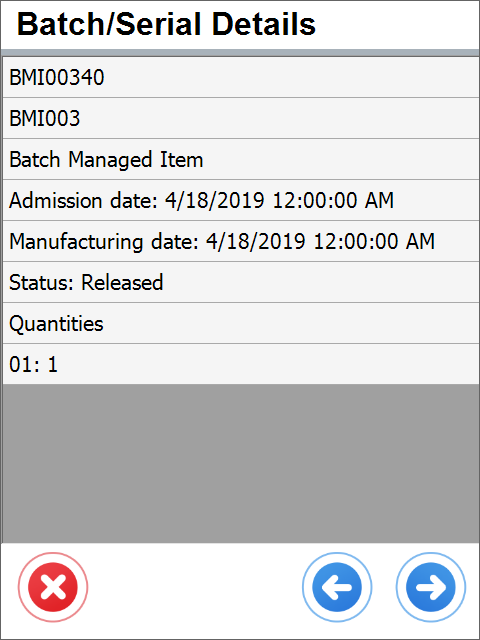 Batch/Serial Details
BMI00340
BMI003
Batch Managed Item
Admission date: 4/18/2019 12:00:00 AM
Manufacturing date: 4/18/2019 12:00:00 AM
Status: Released
Quantities
01: 1